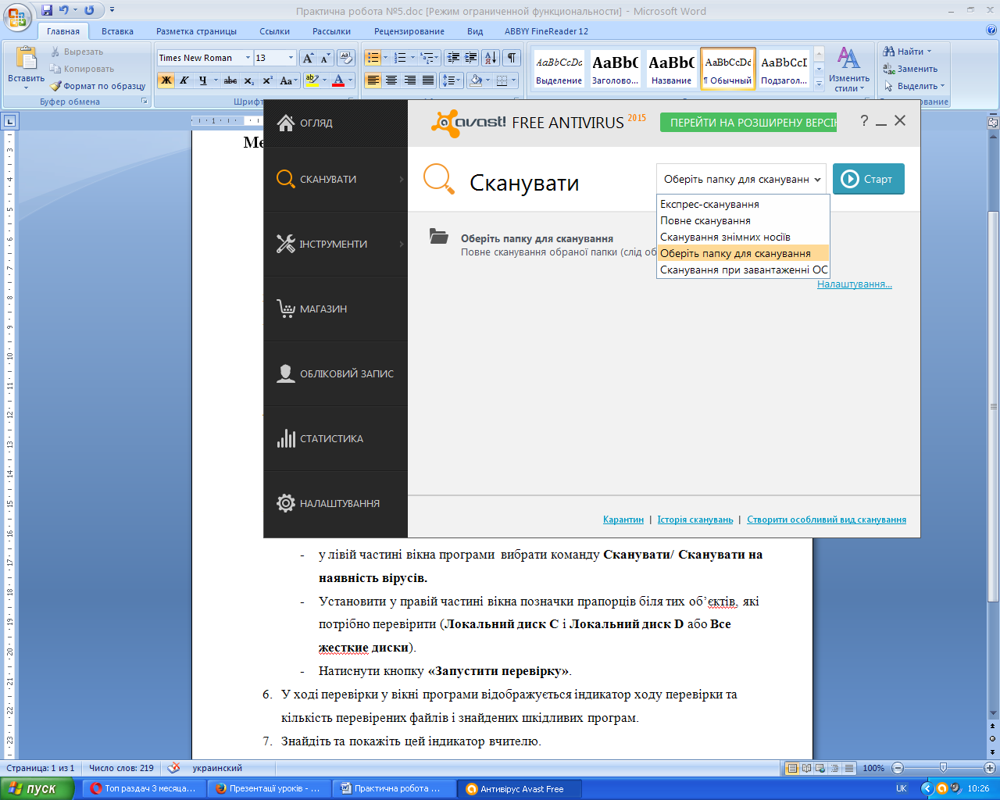 Практична робота №5.doc [Режим ограниченной функциональности] - Microsoft Word
Главная Вставка Разметка страницы Ссылки Рассылки Рецензирование Вид ABBYY FineReader 12
Вставить
Вырезать
Копировать
Формат по образцу
Буфер обмена
Times New Roman 13
Ж К Ч abc x₂ x² Aa
Шрифт
AaBbCcDc AaBbC AaBbC AaBbCcDd AaBbCcI
Выделение Заголово... Название ¶ Обычный Подзагол...
Изменить стили
Найти
Заменить
Выделить
Ме
ОГЛЯД
СКАНУВАТИ
ІНСТРУМЕНТИ
МАГАЗИН
ОБЛІКОВИЙ ЗАПИС
СТАТИСТИКА
НАЛАШТУВАННЯ
avast! FREE ANTIVIRUS 2015
ПЕРЕЙТИ НА РОЗШИРЕНУ ВЕРСІЮ
?
Сканувати
Оберіть папку для скануванн
Старт
Експрес-сканування
Повне сканування
Сканування знімних носіїв
Оберіть папку для сканування
Сканування при завантаженні ОС
Оберіть папку для сканування
Повне сканування обраної папки (слід об
Налаштування...
Карантин | Історія сканувань | Створити особливий вид сканування
- у лівій частині вікна програми вибрати команду Сканувати/ Сканувати на
наявність вірусів.
- Установити у правій частині вікна позначки прапорців біля тих об’єктів, які
потрібно перевірити (Локальний диск С і Локальний диск D або Все
жесткие диски).
- Натиснути кнопку «Запустити перевірку».
6. У ході перевірки у вікні програми відображується індикатор ходу перевірки та
кількість перевірених файлів і знайдених шкідливих програм.
7. Знайдіть та покажіть цей індикатор вчителю.
Страница: 1 из 1 Число слов: 219 украинский 100%
пуск Топ раздач 3 месяца... Презентації уроків - ... Практична робота ... Антивірус Avast Free UK 10:26